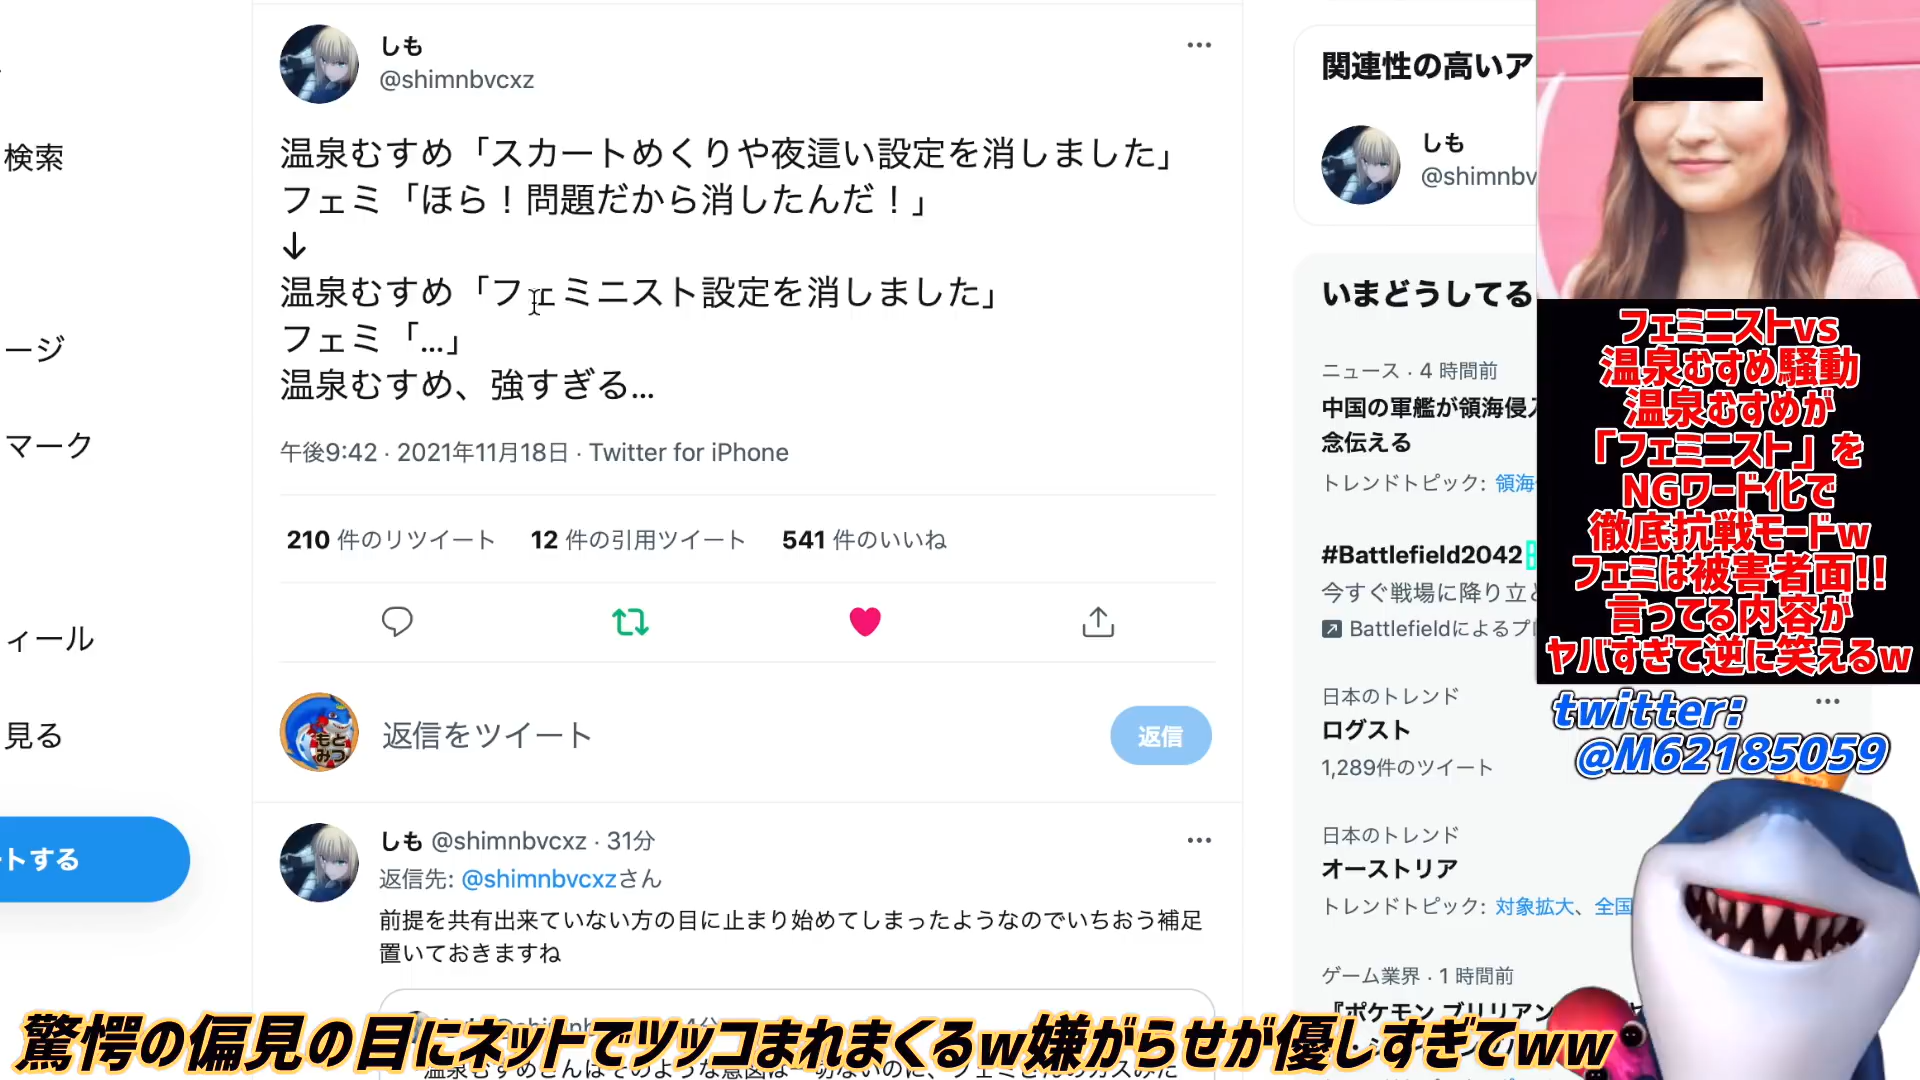 しも
@shimnbvcxz
温泉むすめ「スカートめくりや夜這い設定を消しました」
フェミ「ほら！問題だから消したんだ！」
↓
温泉むすめ「フェミニスト設定を消しました」
フェミ「...」
温泉むすめ、強すぎる...
午後9:42 · 2021年11月18日 · Twitter for iPhone
210 件のリツイート 12 件の引用ツイート 541 件のいいね
もと
みつ
返信をツイート
返信
しも @shimnbvcxz · 31分
返信先: @shimnbvcxzさん
前提を共有出来ていない方の目に止まり始めてしまったようなのでいちおう補足
置いておきますね
検索
ージ
マーク
ィール
見る
ートする
関連性の高いア
しも
@shimnbv
いまどうしてる
ニュース · 4 時間前
中国の軍艦が領海侵入
念伝える
トレンドトピック: 領海
#Battlefield2042
今すぐ戦場に降り立と
Battlefieldによるプ
日本のトレンド
ログスト
1,289件のツイート
日本のトレンド
オーストリア
トレンドトピック: 対象拡大、全国
ゲーム業界 · 1 時間前
『ポケモン ブリリアン
フェミニストvs
温泉むすめ騒動
温泉むすめが
「フェミニスト」を
NGワード化で
徹底抗戦モードw
フェミは被害者面!!
言ってる内容が
ヤバすぎて逆に笑えるw
twitter:
@M62185059
驚愕の偏見の目にネットでツッコまれまくるw嫌がらせが優しすぎてww